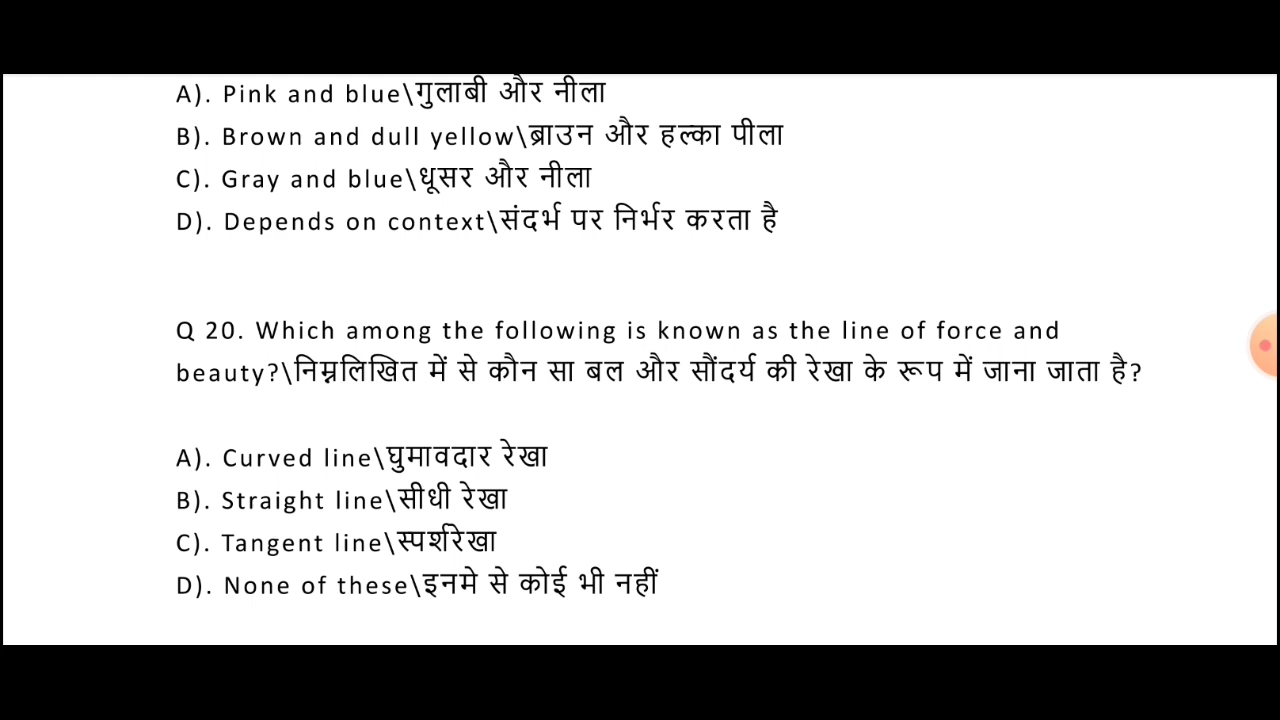 A). Pink and blue\गुलाबी और नीला
B). Brown and dull yellow\ब्राउन और हल्का पीला
C). Gray and blue\धूसर और नीला
D). Depends on context\संदर्भ पर निर्भर करता है
Q 20. Which among the following is known as the line of force and
beauty?\निम्नलिखित में से कौन सा बल और सौंदर्य की रेखा के रूप में जाना जाता है?
A). Curved line\घुमावदार रेखा
B). Straight line\सीधी रेखा
C). Tangent line\स्पर्शरेखा
D). None of these\इनमे से कोई भी नहीं